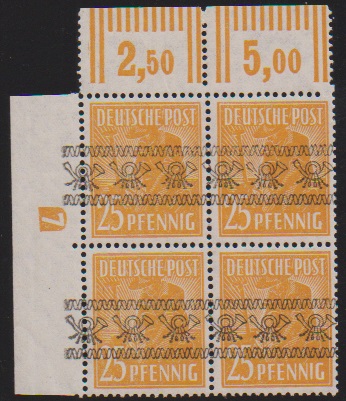 2,50 5,00
DEUTSCHE POST DEUTSCHE POST
25 PFENNIG 25 PFENNIG
7
DEUTSCHE POST DEUTSCHE POST
25 PFENNIG 25 PFENNIG